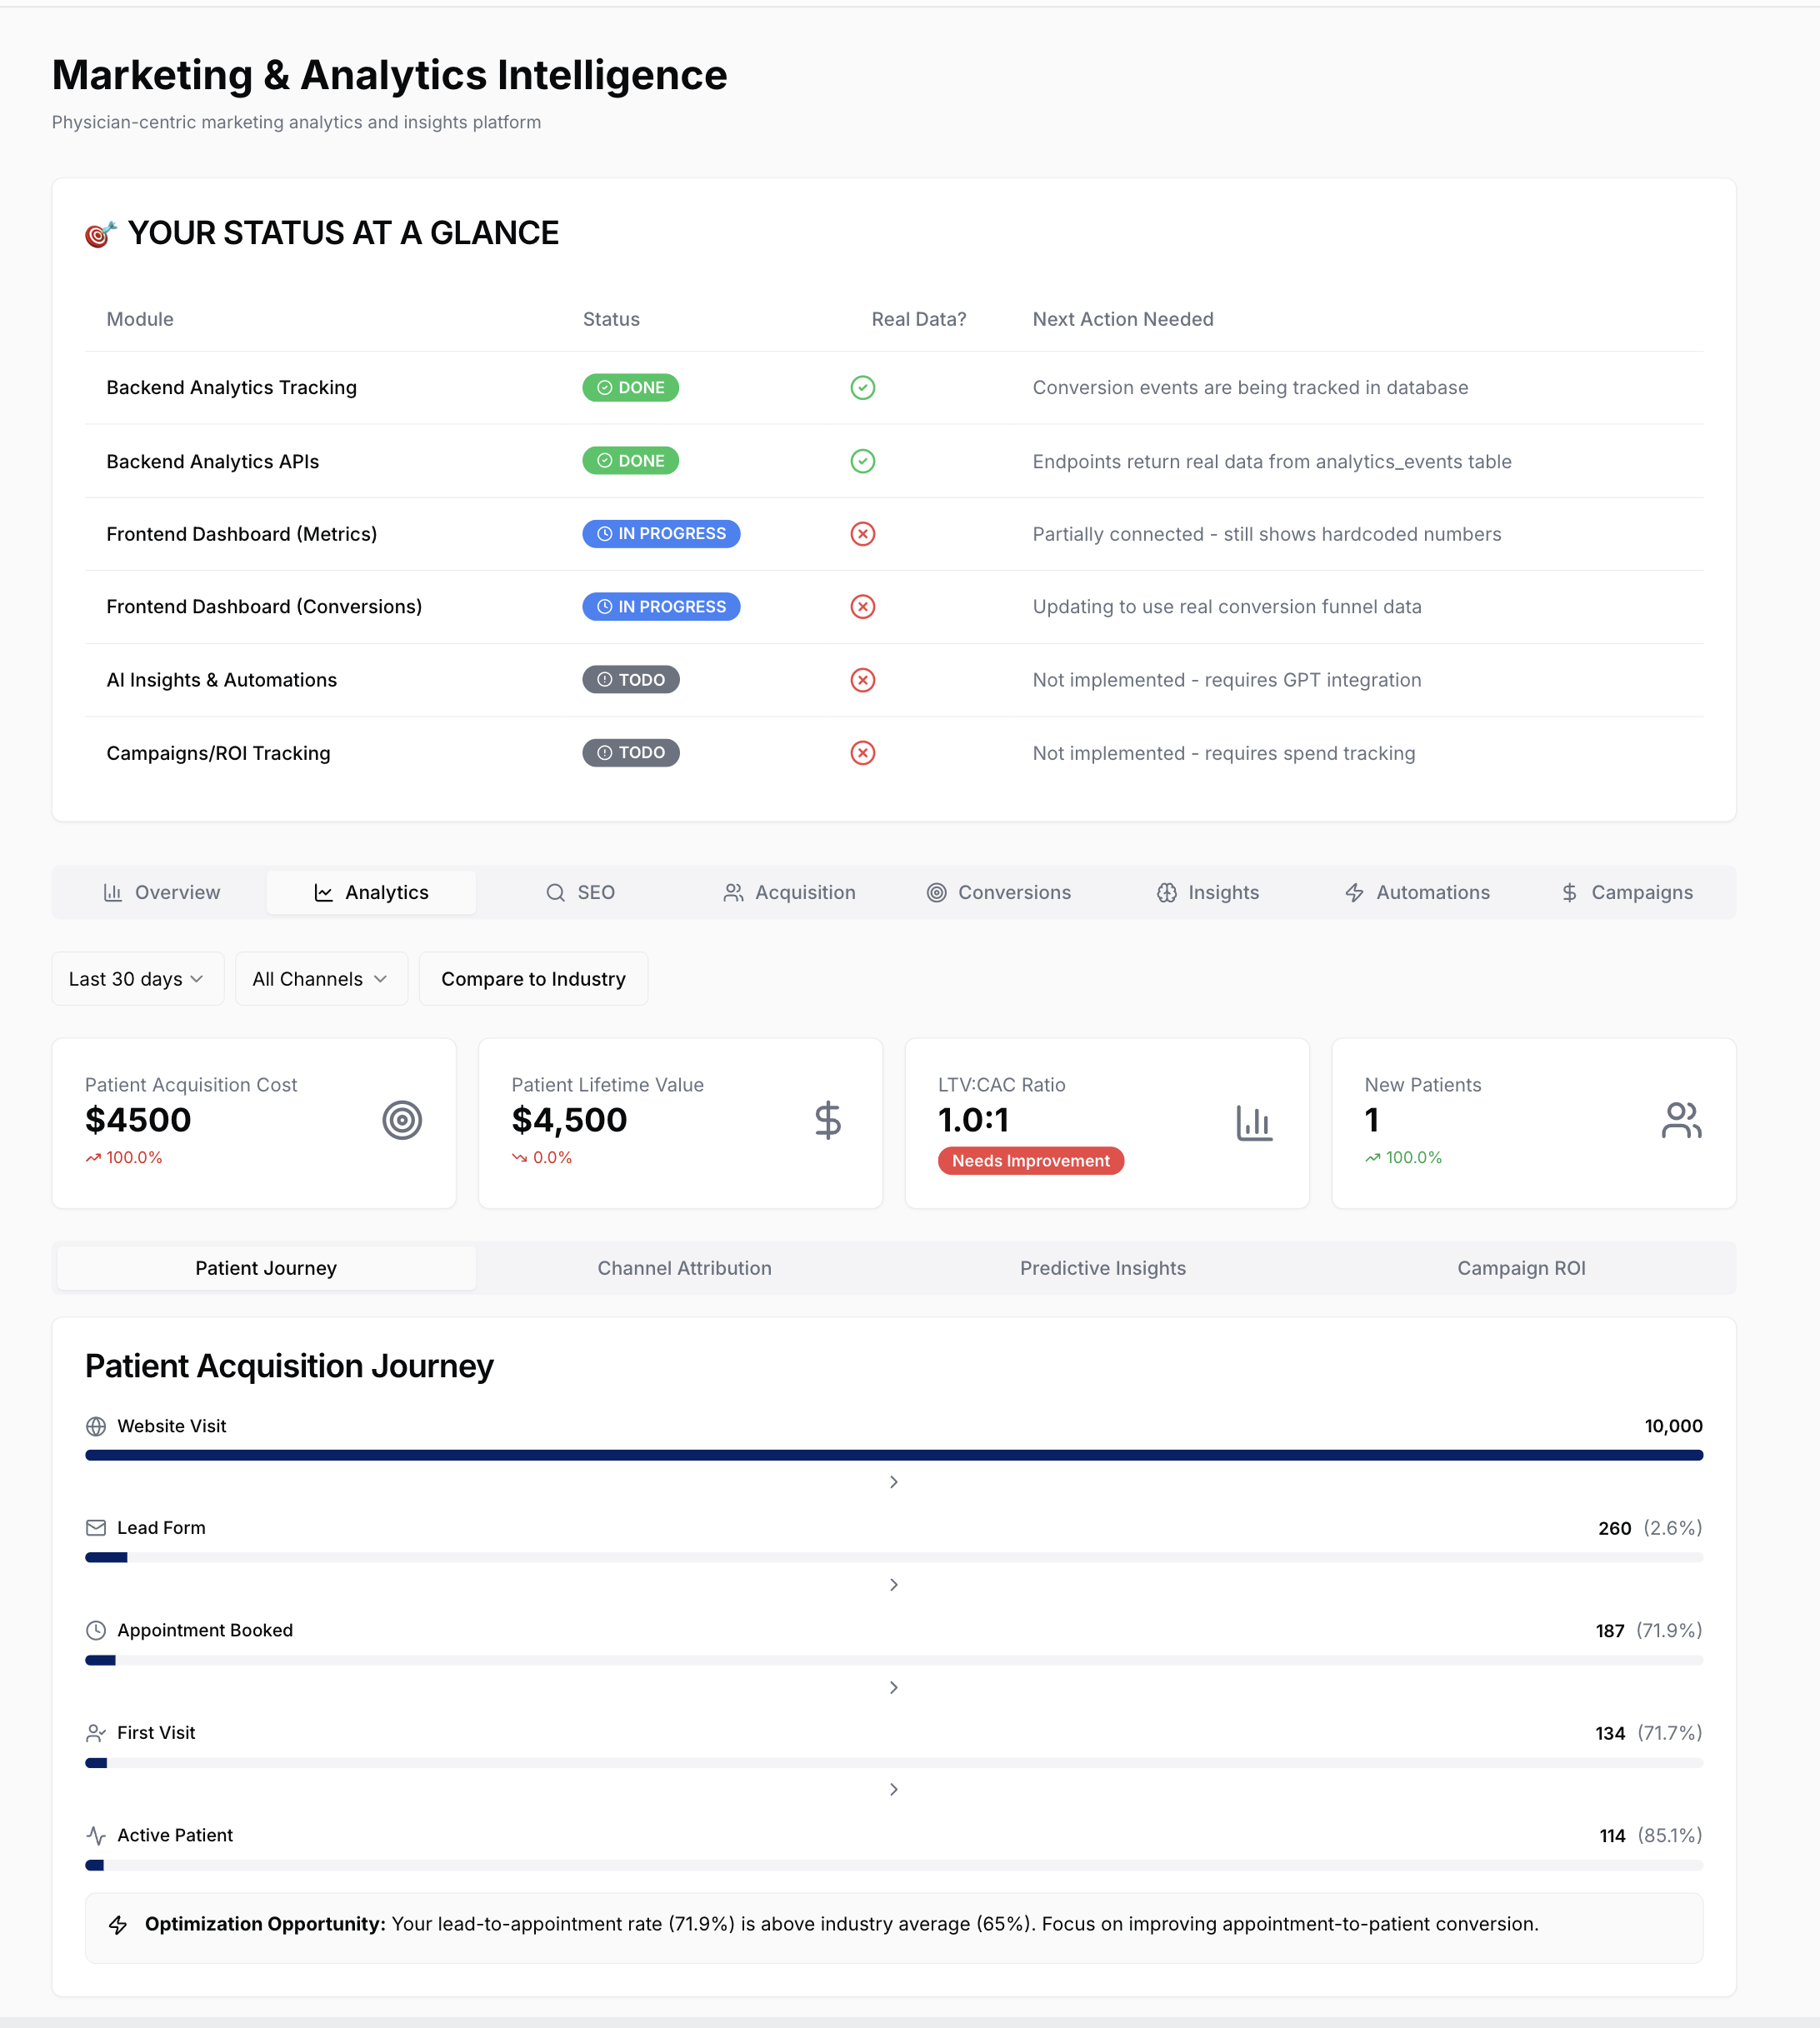 Marketing & Analytics Intelligence
Physician-centric marketing analytics and insights platform
🎯 YOUR STATUS AT A GLANCE
Module Status Real Data? Next Action Needed
Backend Analytics Tracking DONE Conversion events are being tracked in database
Backend Analytics APIs DONE Endpoints return real data from analytics_events table
Frontend Dashboard (Metrics) IN PROGRESS Partially connected - still shows hardcoded numbers
Frontend Dashboard (Conversions) IN PROGRESS Updating to use real conversion funnel data
AI Insights & Automations TODO Not implemented - requires GPT integration
Campaigns/ROI Tracking TODO Not implemented - requires spend tracking
Overview Analytics SEO Acquisition Conversions Insights Automations Campaigns
Last 30 days All Channels Compare to Industry
Patient Acquisition Cost Patient Lifetime Value LTV:CAC Ratio New Patients
$4500 $4,500 1.0:1 1
100.0% 0.0% Needs Improvement 100.0%
Patient Journey Channel Attribution Predictive Insights Campaign ROI
Patient Acquisition Journey
Website Visit 10,000
Lead Form 260 (2.6%)
Appointment Booked 187 (71.9%)
First Visit 134 (71.7%)
Active Patient 114 (85.1%)
Optimization Opportunity: Your lead-to-appointment rate (71.9%) is above industry average (65%). Focus on improving appointment-to-patient conversion.